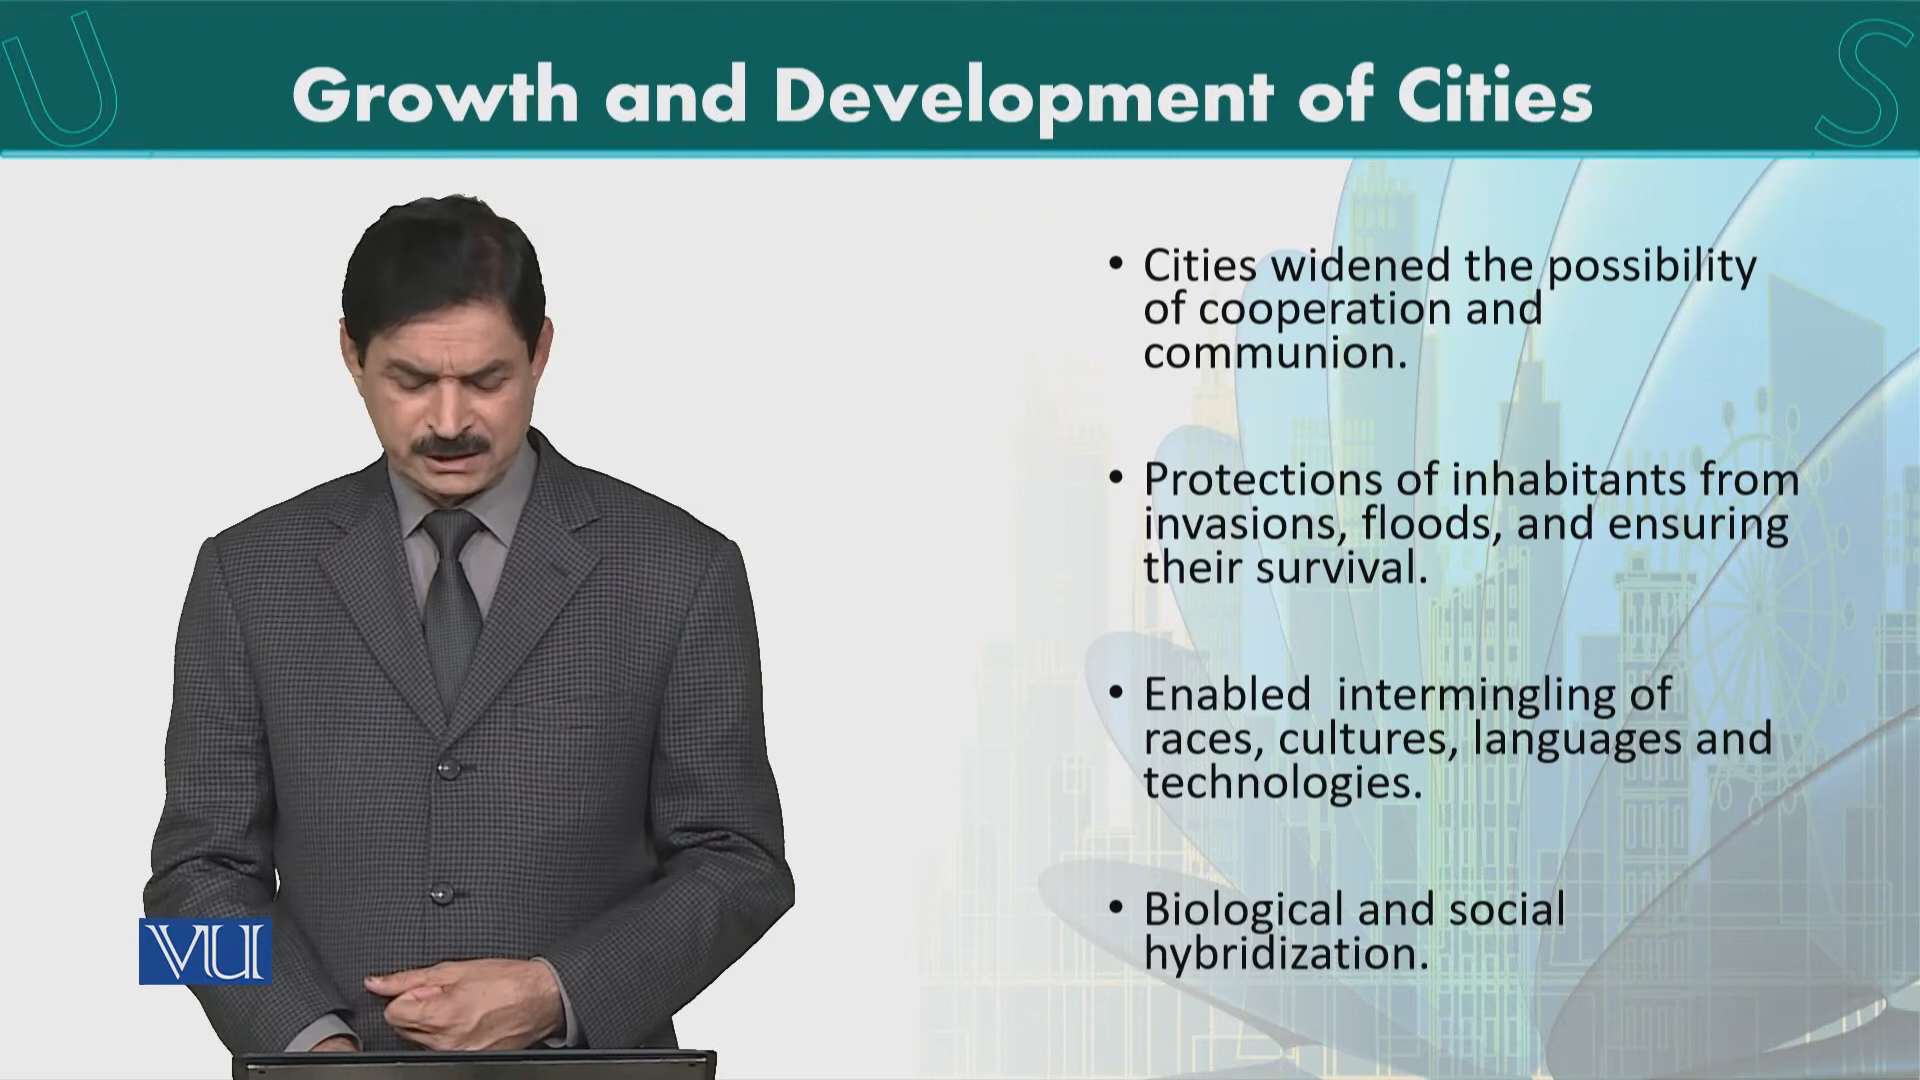 U
S
Growth and Development of Cities
• Cities widened the possibility
of cooperation and
communion.
• Protections of inhabitants from
invasions, floods, and ensuring
their survival.
• Enabled  intermingling of
races, cultures, languages and
technologies.
• Biological and social
hybridization.
VU